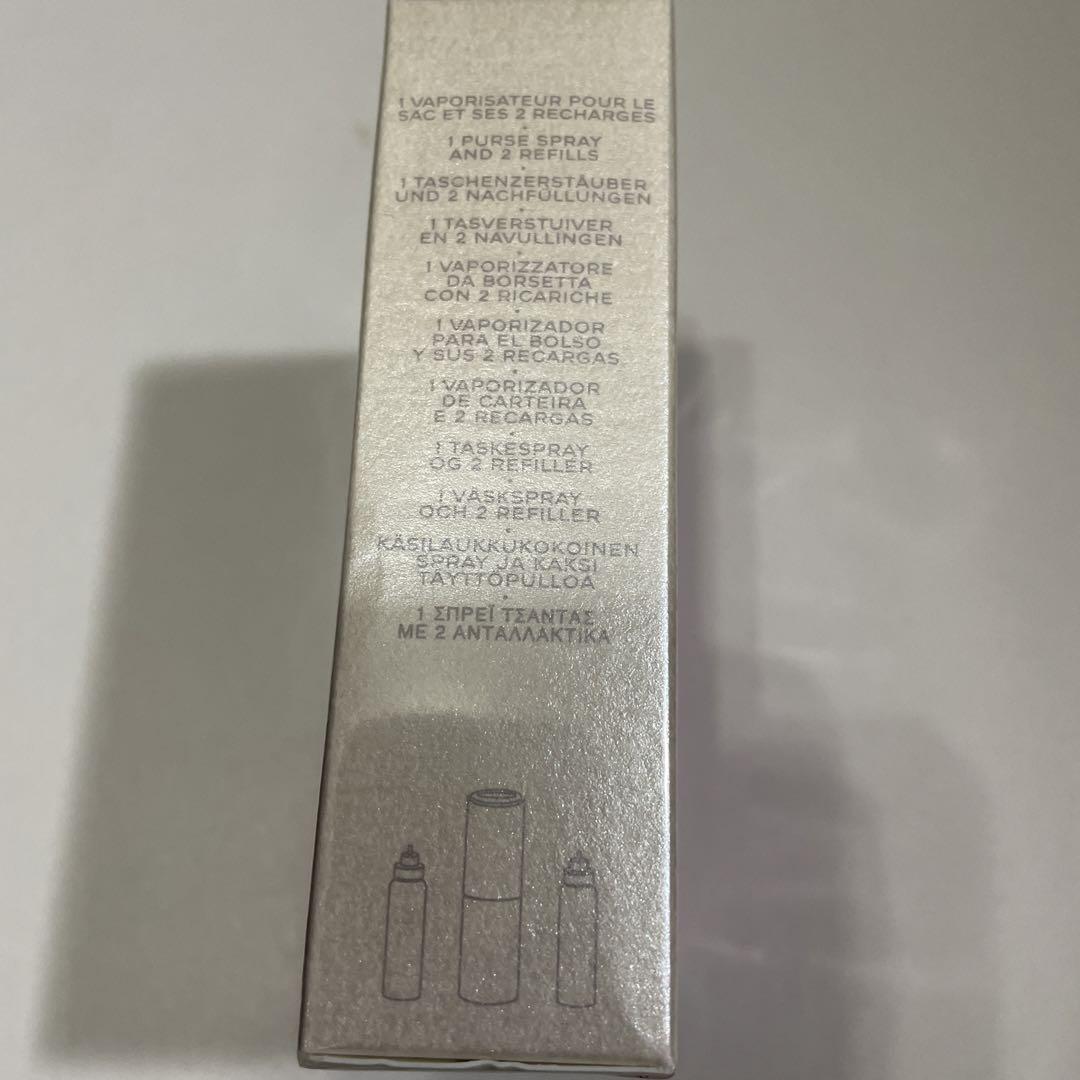 1 VAPORISATEUR POUR LE
SAC ET SES 2 RECHARGES
•
1 PURSE SPRAY
AND 2 REFILLS
•
1 TASCHENZERSTÄUBER
UND 2 NACHFÜLLUNGEN
•
1 TASVERSTUIVER
EN 2 NAVULLINGEN
•
1 VAPORIZZATORE
DA BORSETTA
CON 2 RICARICHE
•
1 VAPORIZADOR
PARA EL BOLSO
Y SUS 2 RECARGAS
•
1 VAPORIZADOR
DE CARTEIRA
E 2 RECARGAS
•
1 TASKESPRAY
OG 2 REFILLER
•
1 VÄSKSPRAY
OCH 2 REFILLER
•
KÄSILAUKKUKOKOINEN
SPRAY JA KAKSI
TÄYTTÖPULLOA
•
1 ΣΠΡΕΪ ΤΣΑΝΤΑΣ
ΜΕ 2 ΑΝΤΑΛΛΑΚΤΙΚΑ